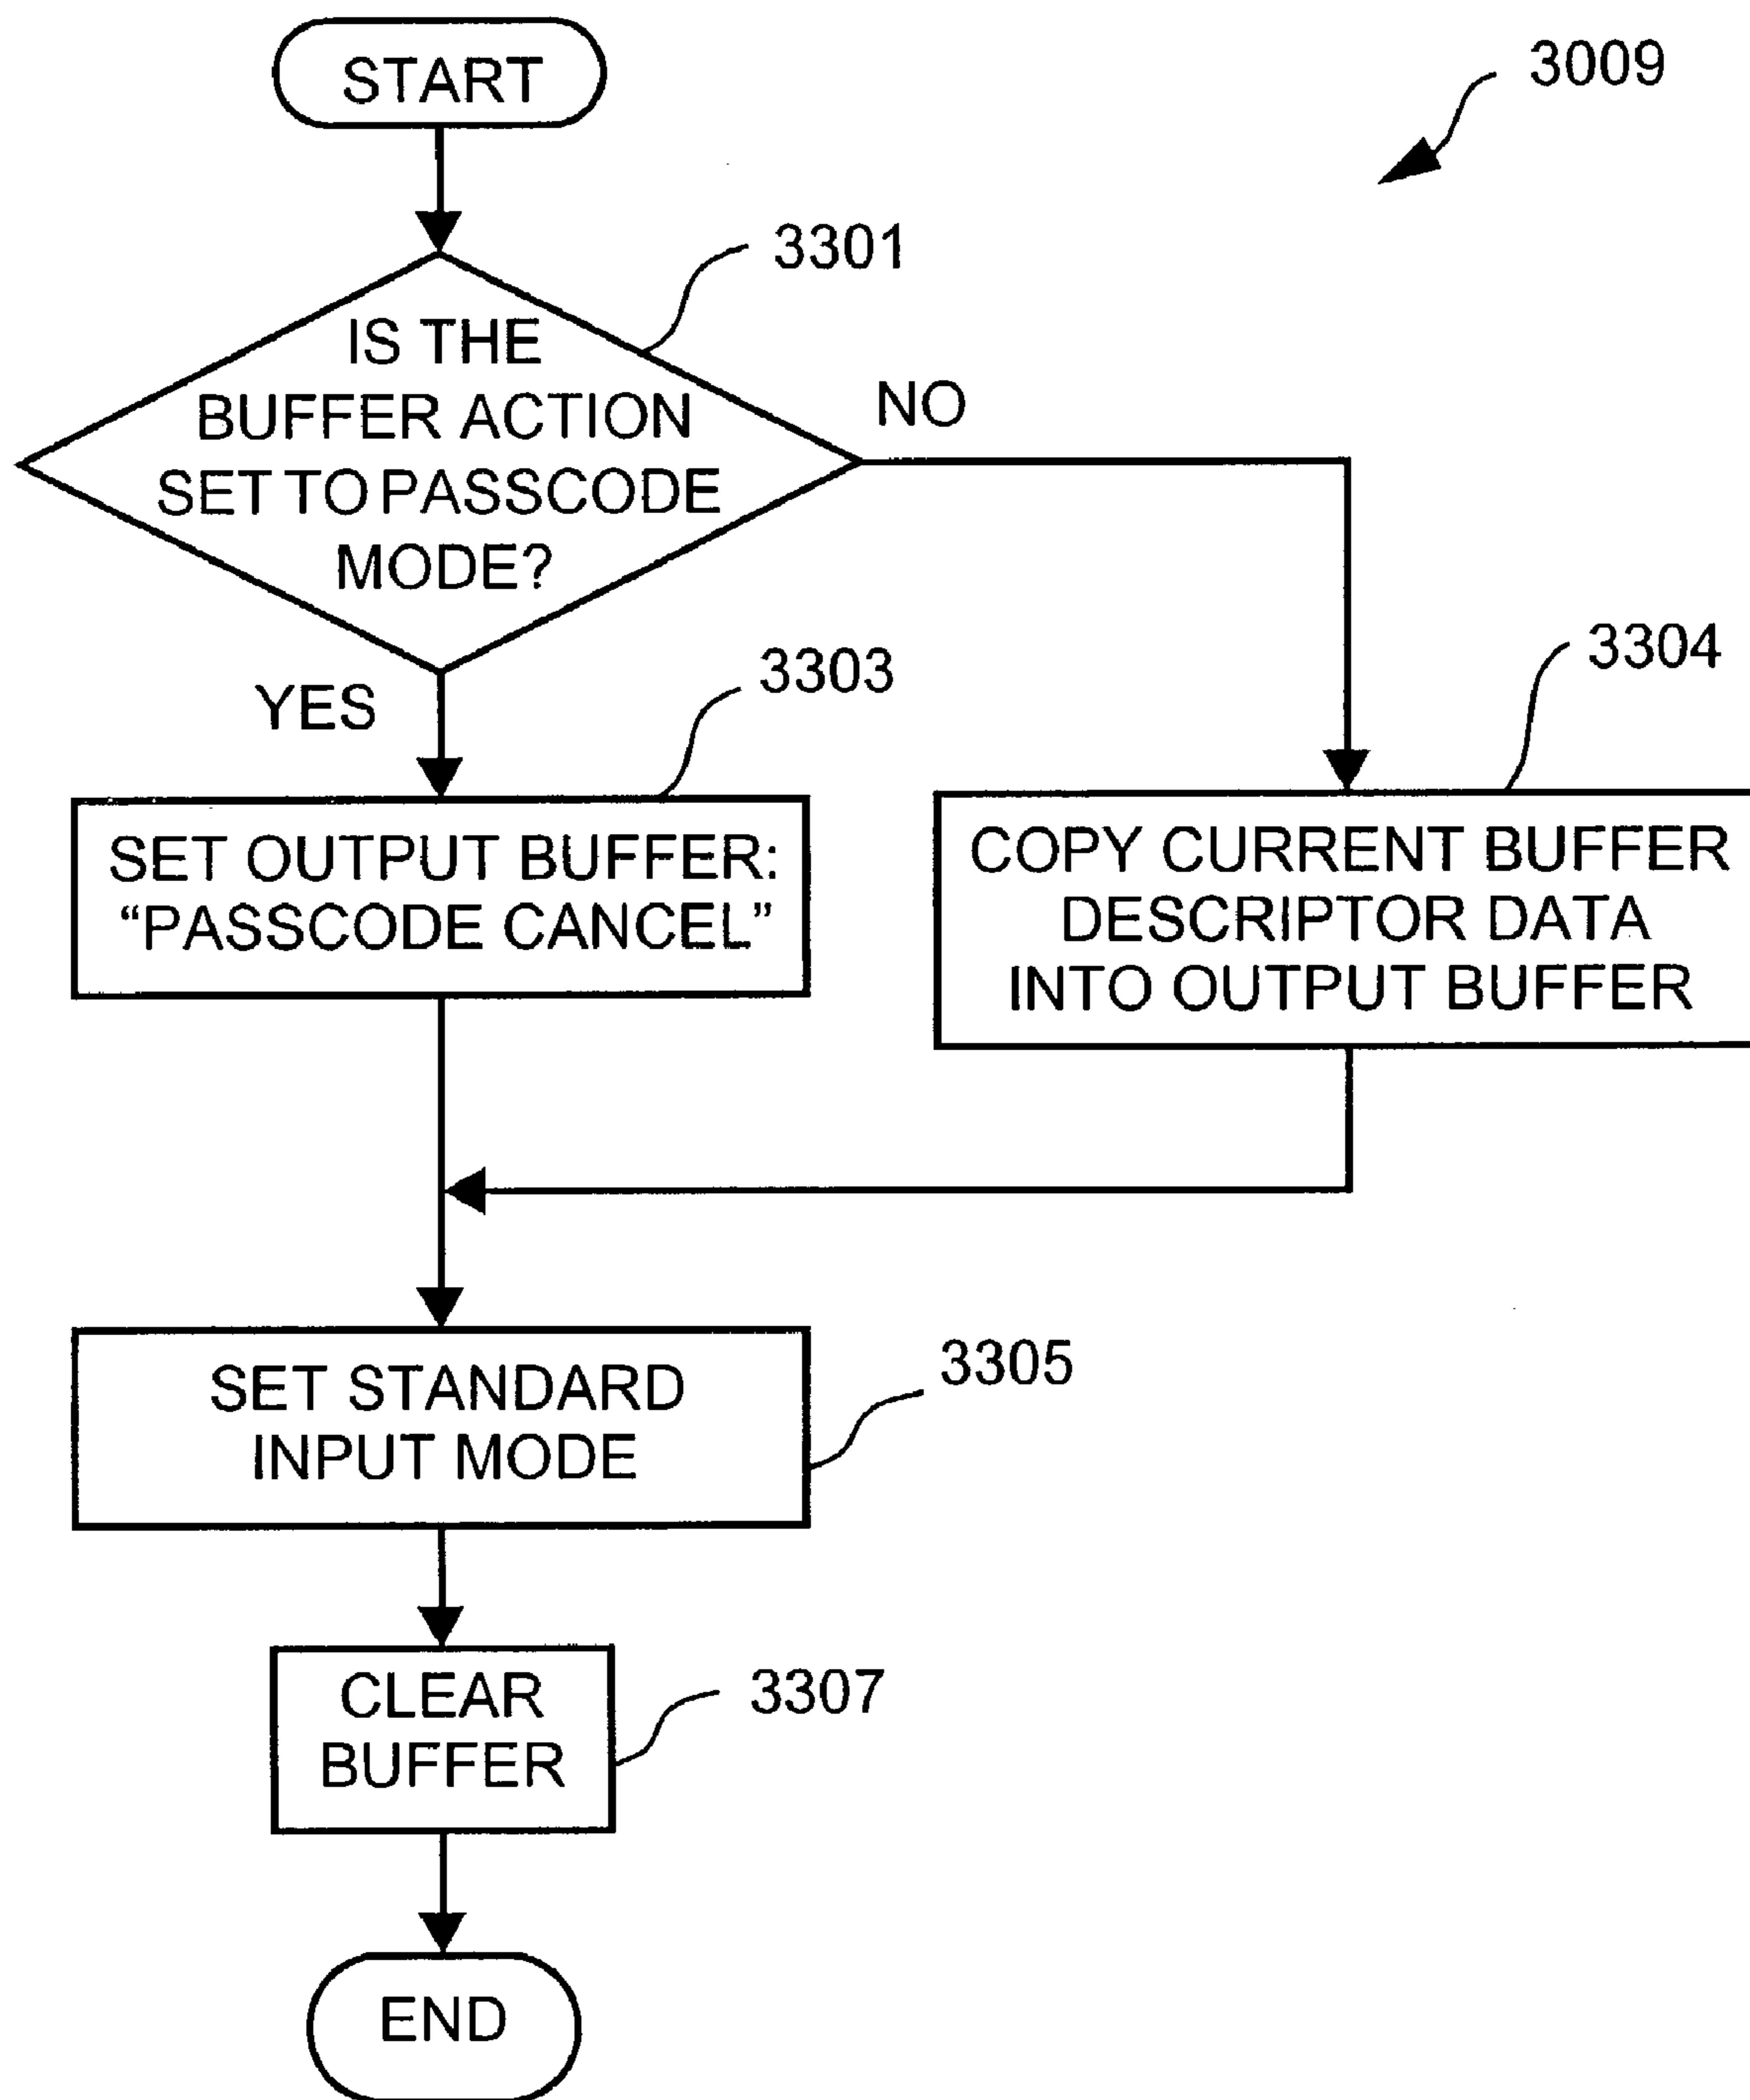 START
3009
3301
IS THE
BUFFER ACTION
SET TO PASSCODE
MODE?
NO
YES
3303
3304
SET OUTPUT BUFFER:
“PASSCODE CANCEL”
COPY CURRENT BUFFER
DESCRIPTOR DATA
INTO OUTPUT BUFFER
SET STANDARD
INPUT MODE
3305
CLEAR
BUFFER
3307
END